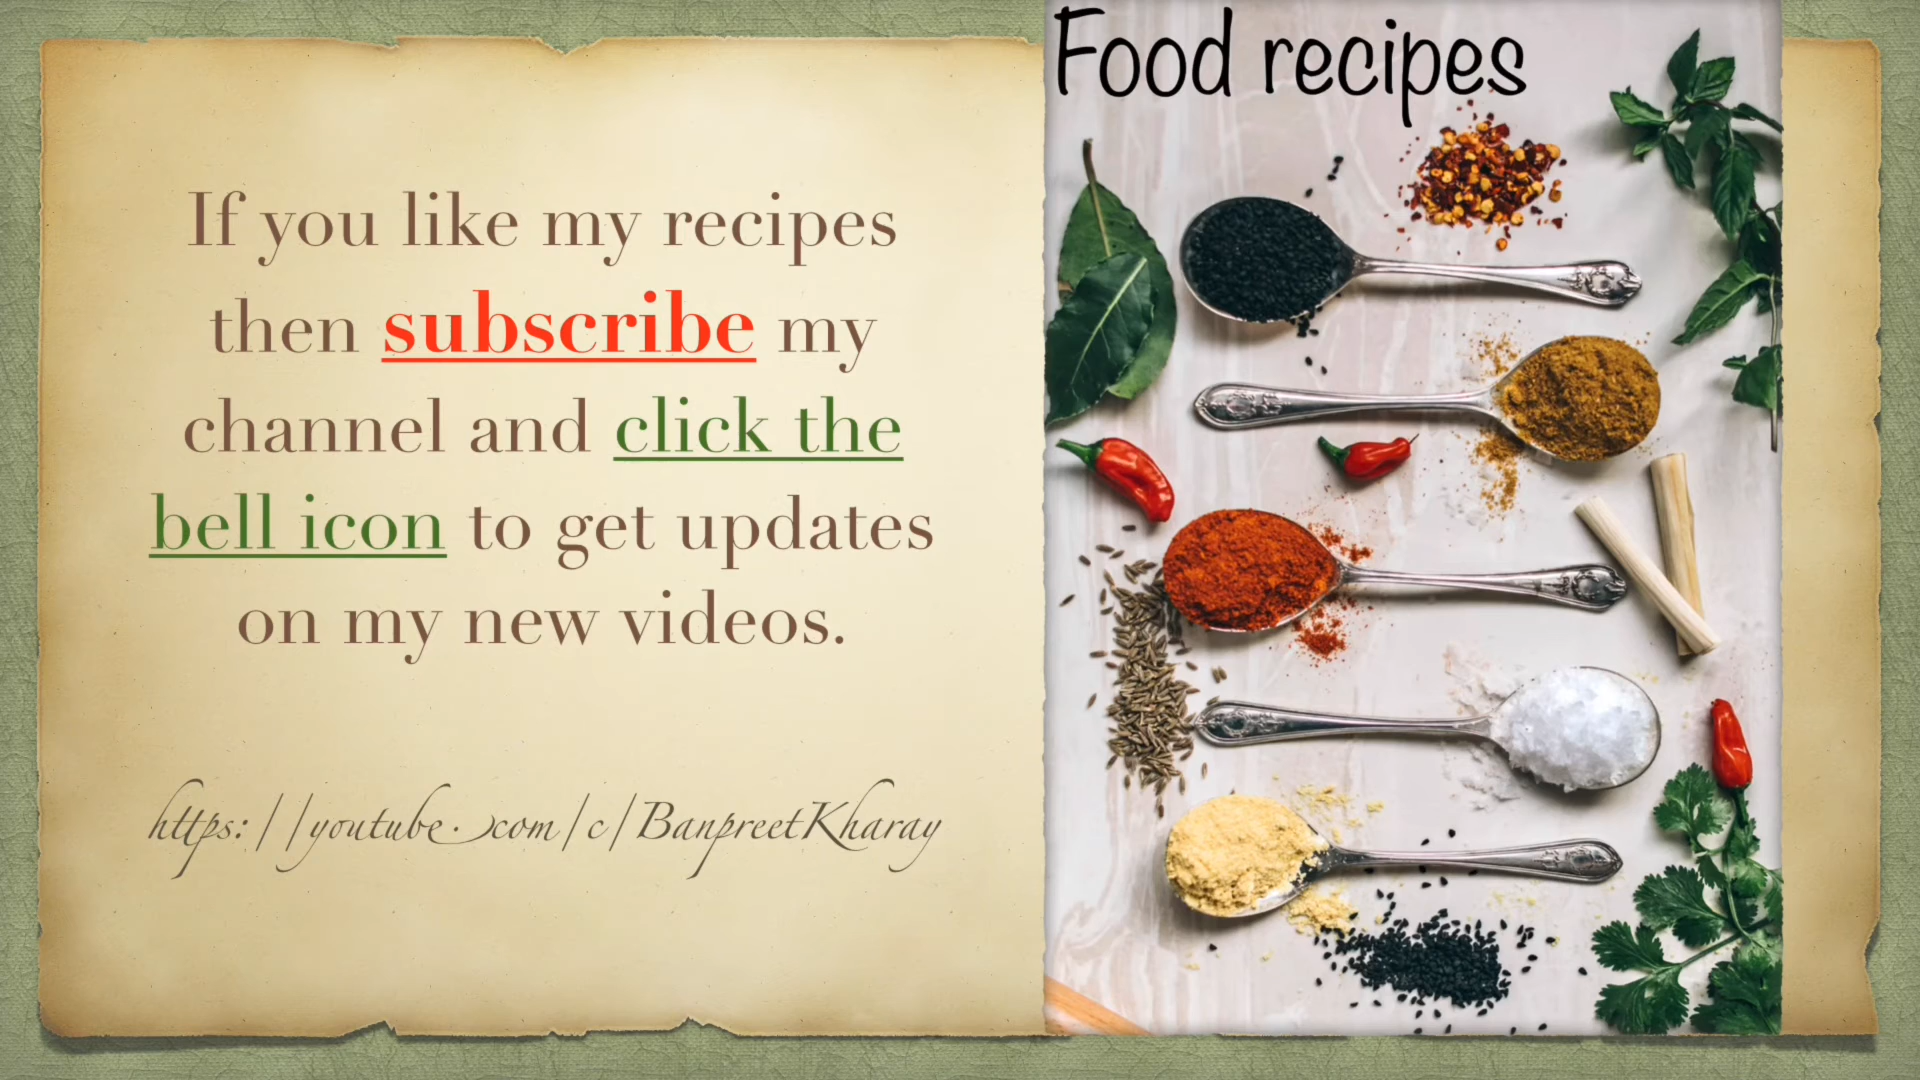 Food recipes
If you like my recipes
then subscribe my
channel and click the
bell icon to get updates
on my new videos.
https://youtube.com/c/BanpreetKharay